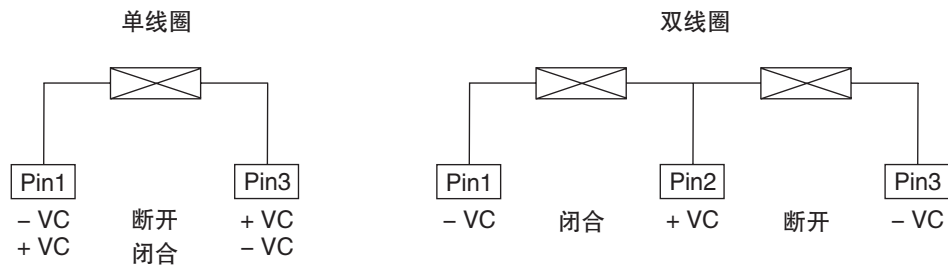 单线圈
双线圈
Pin1
Pin3
Pin1
Pin2
Pin3
– VC 断开 + VC
+ VC 闭合 – VC
– VC 闭合 + VC 断开 – VC